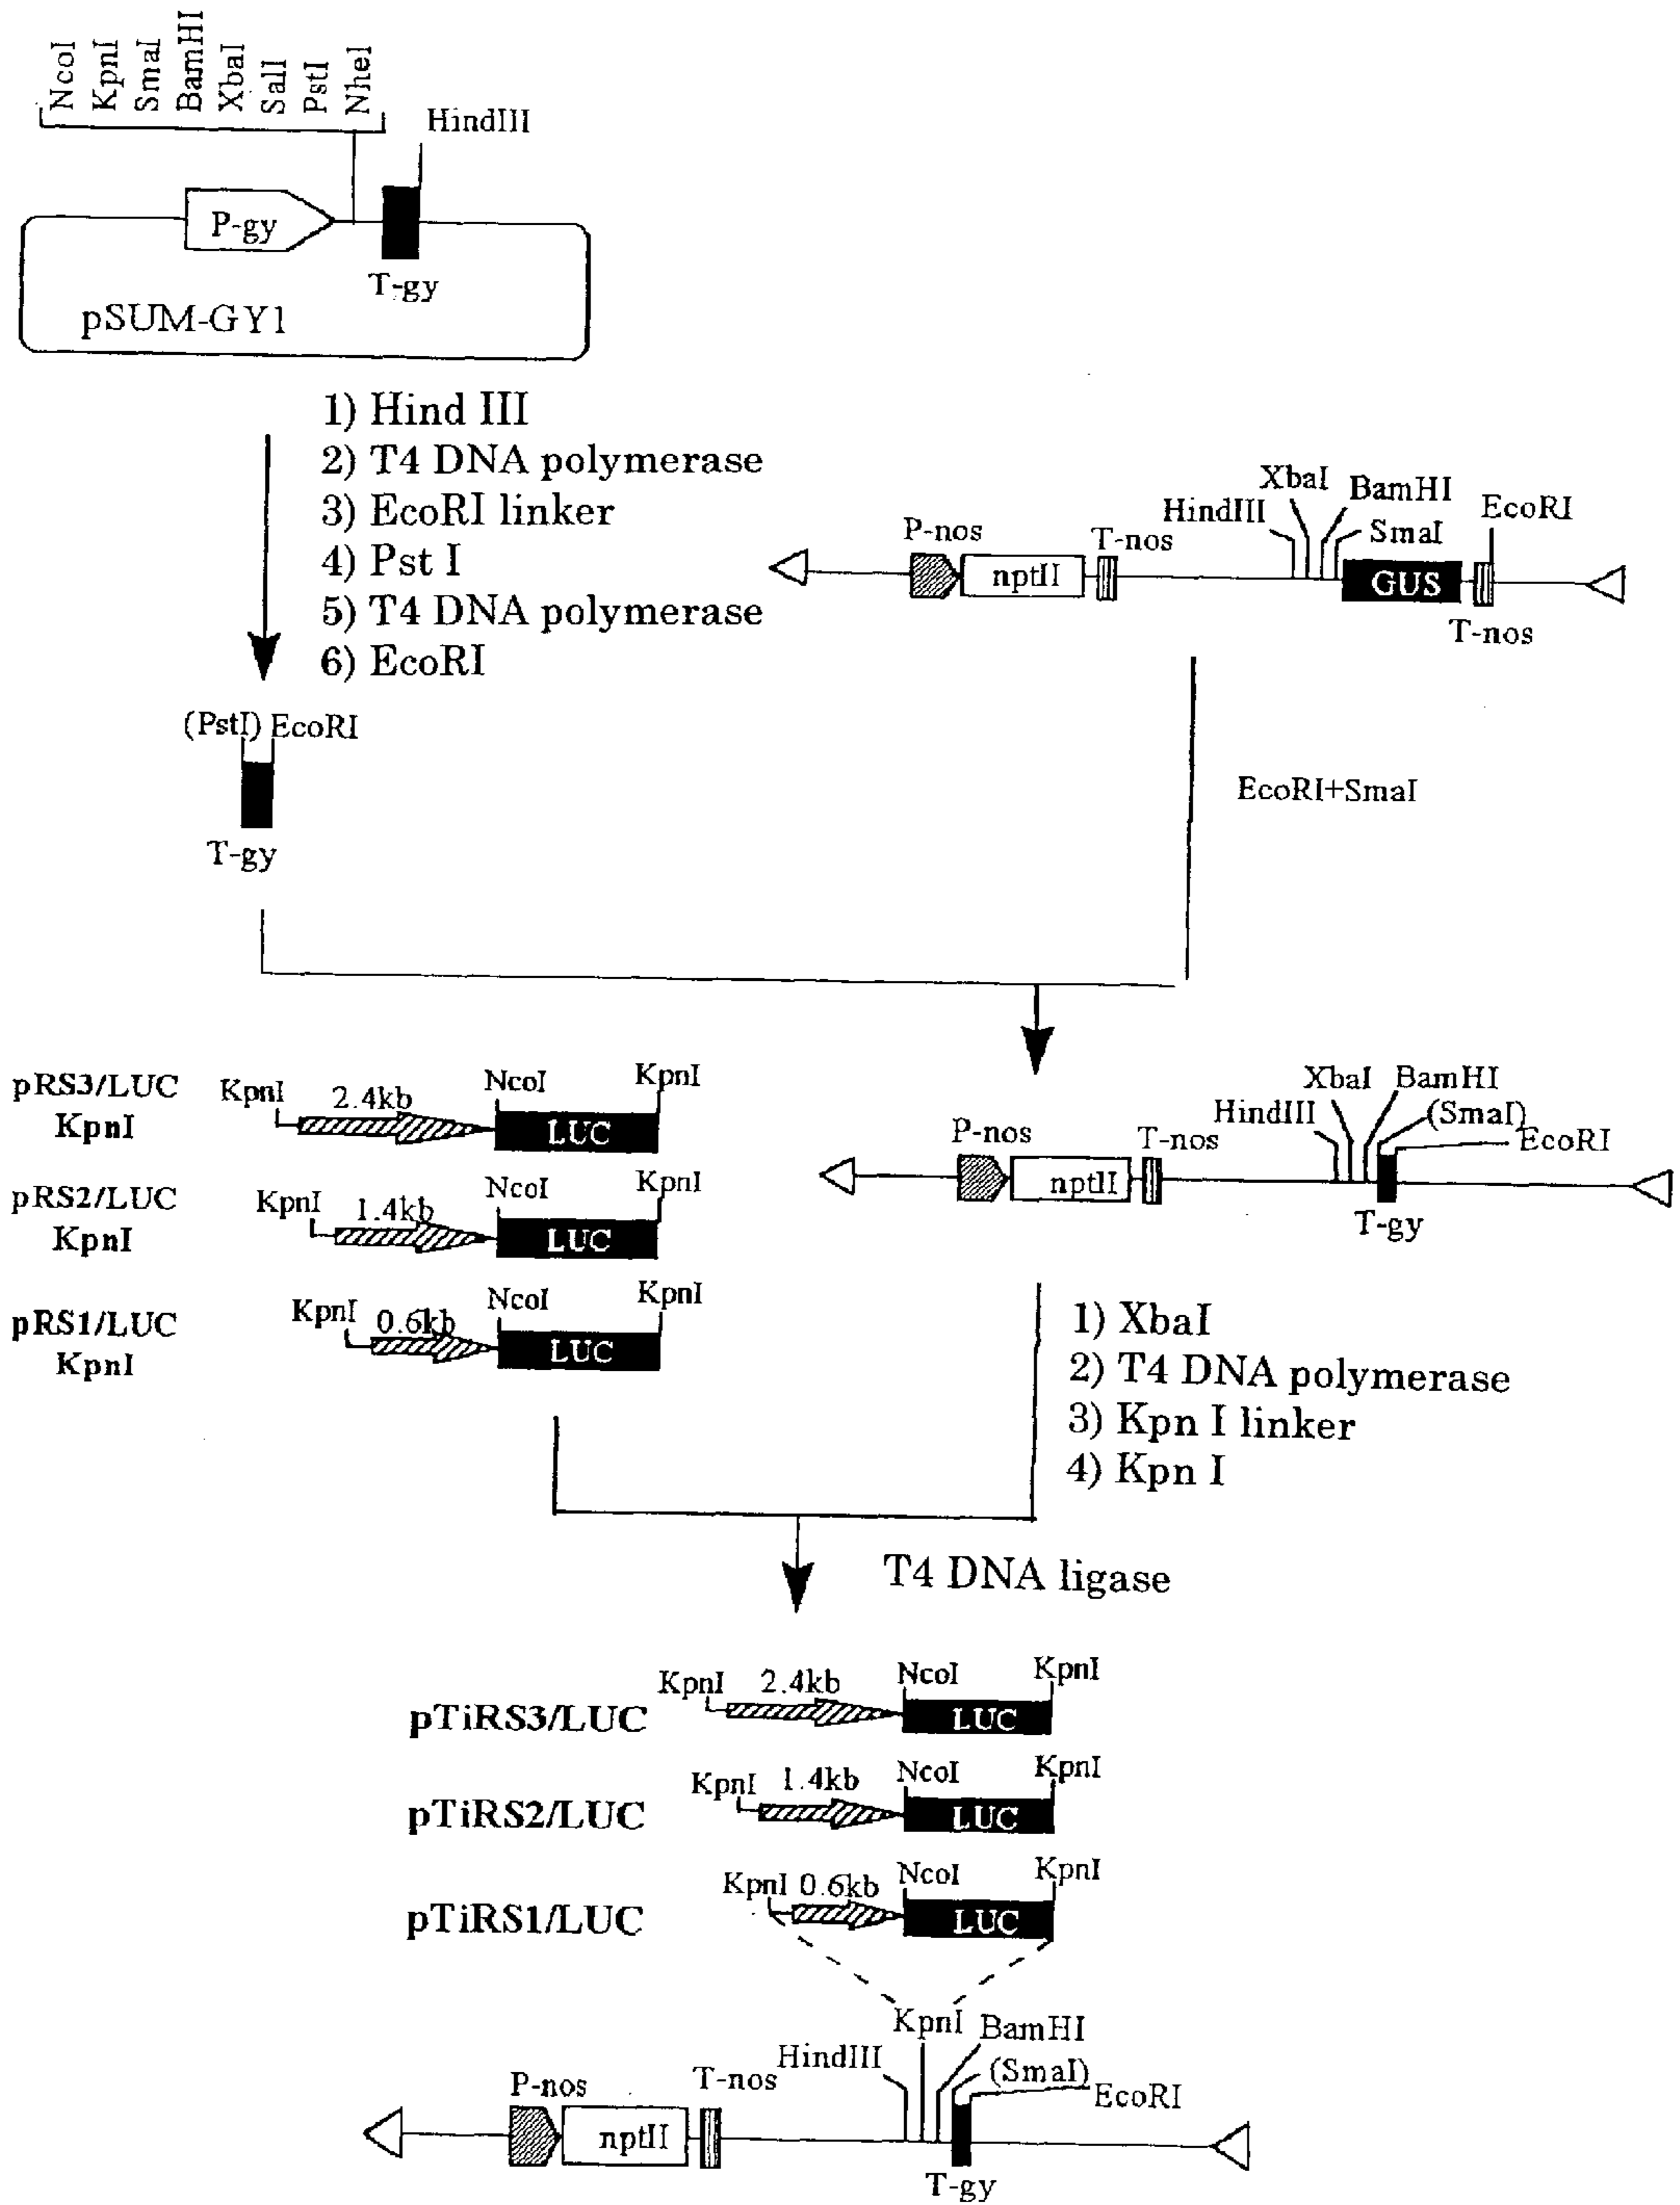 NcoI
KpnI
SmaI
BamHI
XbaI
SalI
PstI
NheI
HindIII
P-gy
T-gy
pSUM-GY1
1) Hind III
2) T4 DNA polymerase
3) EcoRI linker
4) Pst I
5) T4 DNA polymerase
6) EcoRI
XbaI
BamHI
HindIII
SmaI
EcoRI
P-nos
T-nos
nptII
GUS
T-nos
(PstI) EcoRI
T-gy
EcoRI+SmaI
pRS3/LUC
KpnI
KpnI
2.4kb
NcoI
KpnI
LUC
pRS2/LUC
KpnI
KpnI
1.4kb
NcoI
KpnI
LUC
pRS1/LUC
KpnI
KpnI
0.6kb
NcoI
KpnI
LUC
XbaI
BamHI
HindIII
(SmaI)
EcoRI
P-nos
T-nos
nptII
T-gy
1) XbaI
2) T4 DNA polymerase
3) Kpn I linker
4) Kpn I
T4 DNA ligase
pTiRS3/LUC
KpnI
2.4kb
NcoI
KpnI
LUC
pTiRS2/LUC
KpnI
1.4kb
NcoI
KpnI
LUC
pTiRS1/LUC
KpnI
0.6kb
NcoI
KpnI
LUC
KpnI
BamHI
HindIII
(SmaI)
EcoRI
P-nos
T-nos
nptII
T-gy